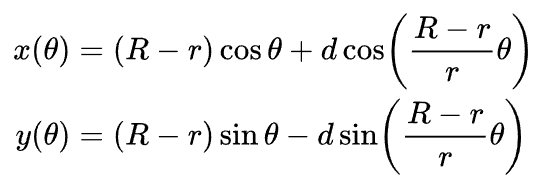 x(θ) = (R − r) cos θ + d cos((R − r)/r θ)
y(θ) = (R − r) sin θ − d sin((R − r)/r θ)